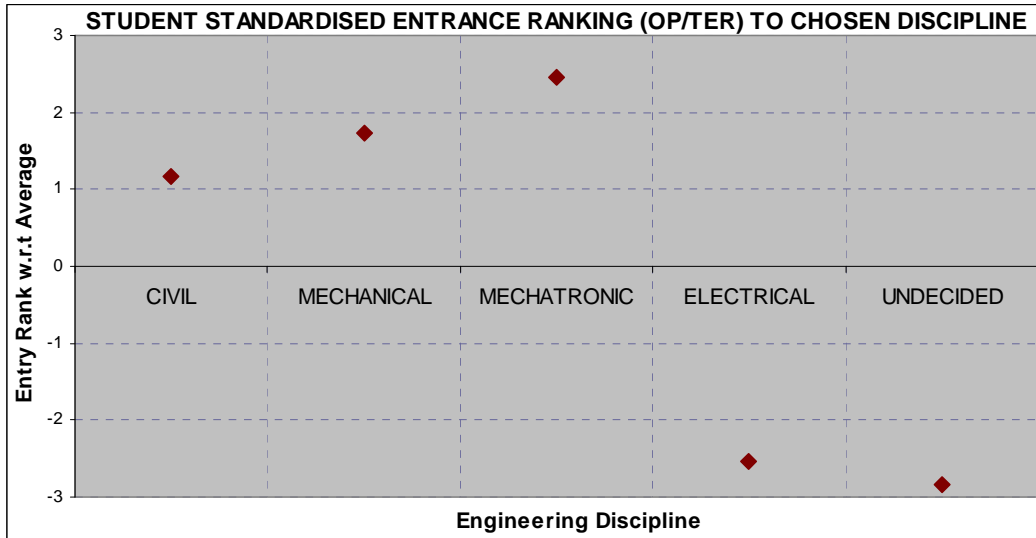 STUDENT STANDARDISED ENTRANCE RANKING (OP/TER) TO CHOSEN DISCIPLINE
3
2
1
0
-1
-2
-3
Entry Rank w.r.t Average
CIVIL MECHANICAL MECHATRONIC ELECTRICAL UNDECIDED
Engineering Discipline